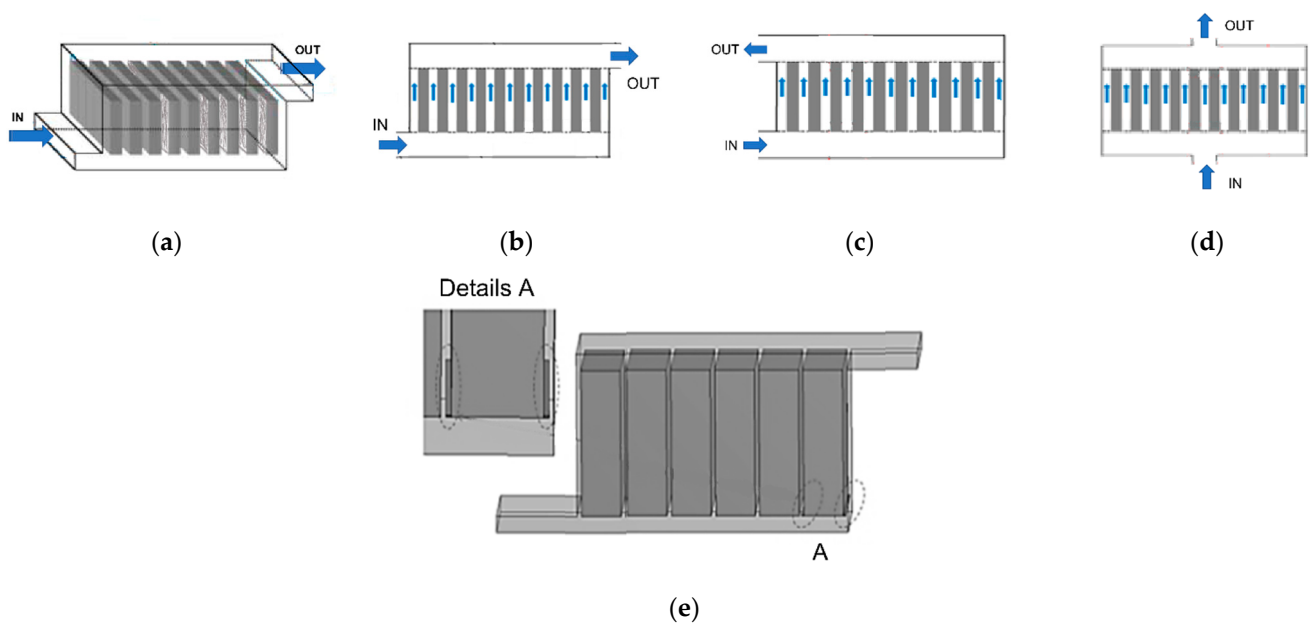 IN
OUT
(a)
IN
OUT
(b)
OUT
IN
(c)
OUT
IN
(d)
Details A
A
(e)